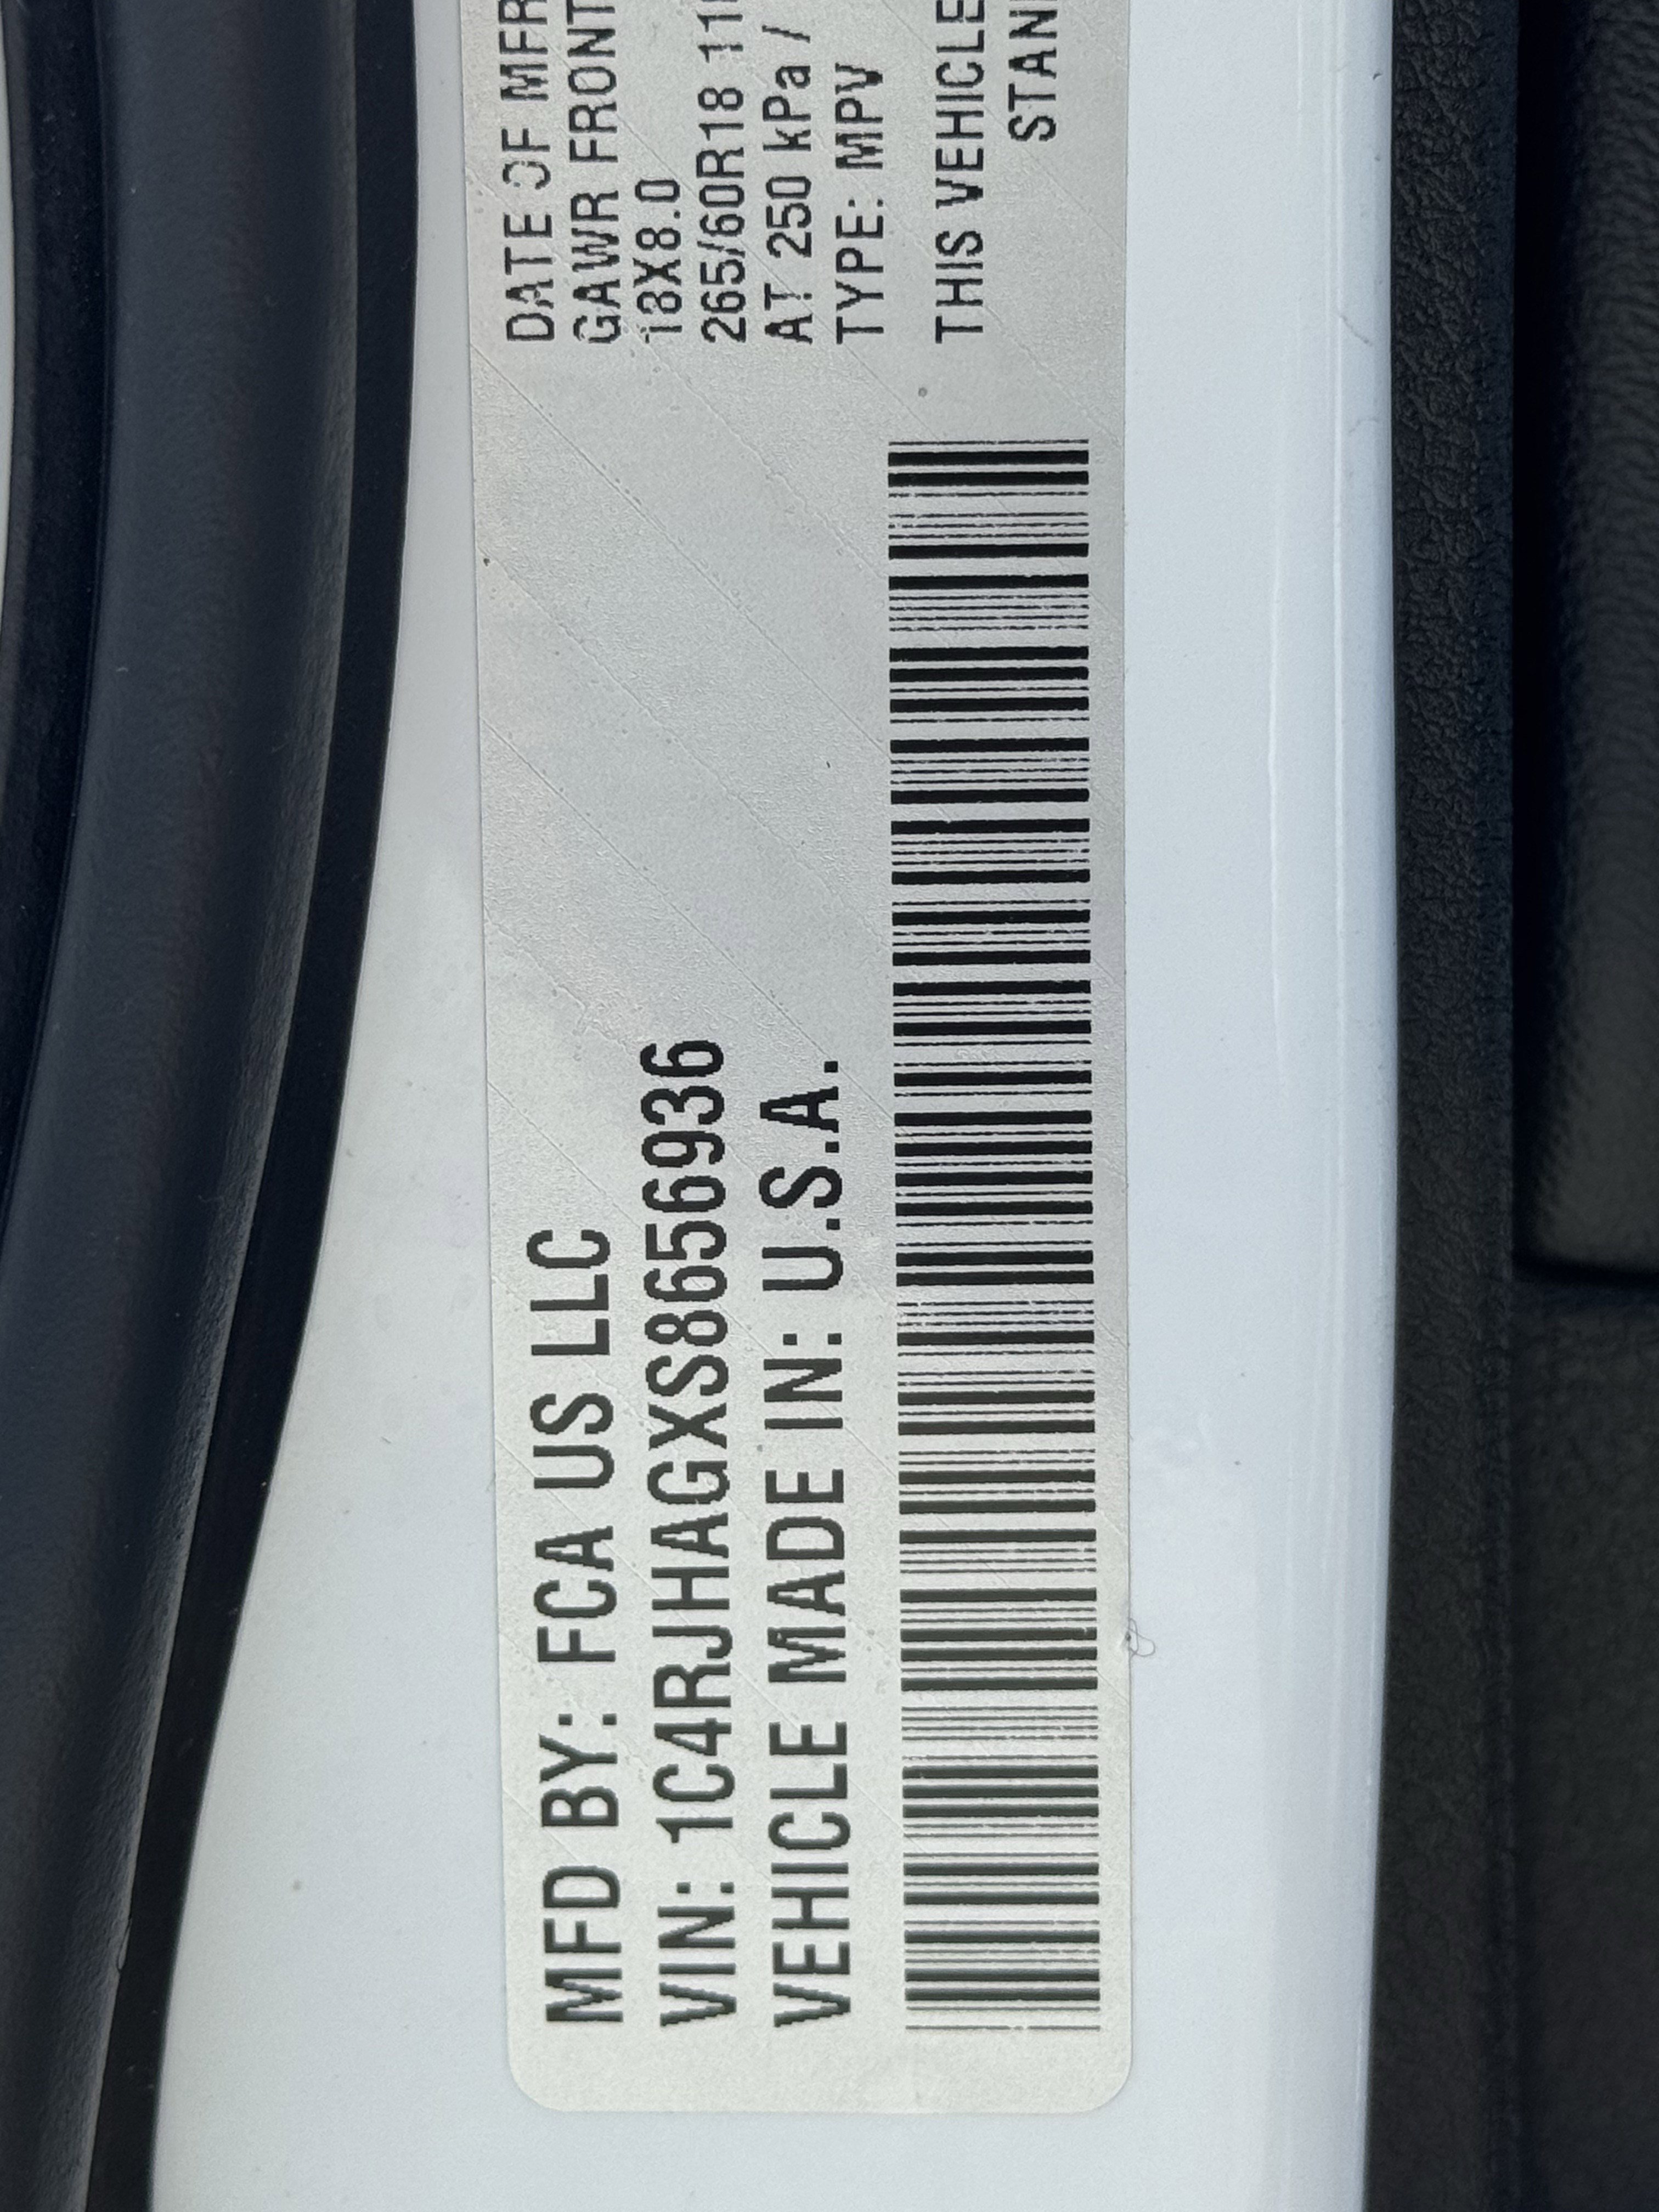 MFD BY: FCA US LLC
VIN: 1C4RJHAGXS8656936
VEHICLE MADE IN: U.S.A.
DATE OF MFR
GAWR FRONT
18X8.0
265/60R18
AT 250 kPa /
TYPE: MPV
THIS VEHICLE